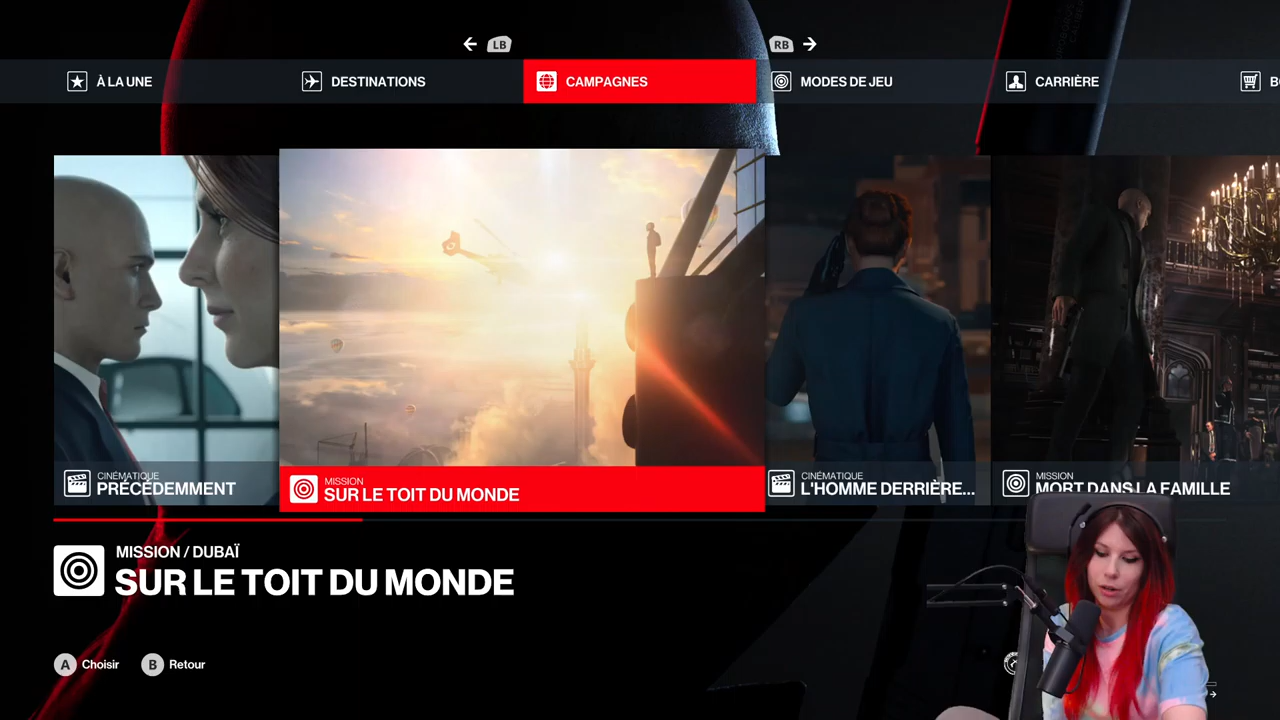 LB
RB
À LA UNE
DESTINATIONS
CAMPAGNES
MODES DE JEU
CARRIÈRE
CINÉMATIQUE
PRÉCÉDEMMENT
MISSION
SUR LE TOIT DU MONDE
CINÉMATIQUE
L'HOMME DERRIÈRE...
MISSION
MORT DANS LA FAMILLE
MISSION / DUBAÏ
SUR LE TOIT DU MONDE
A Choisir
B Retour